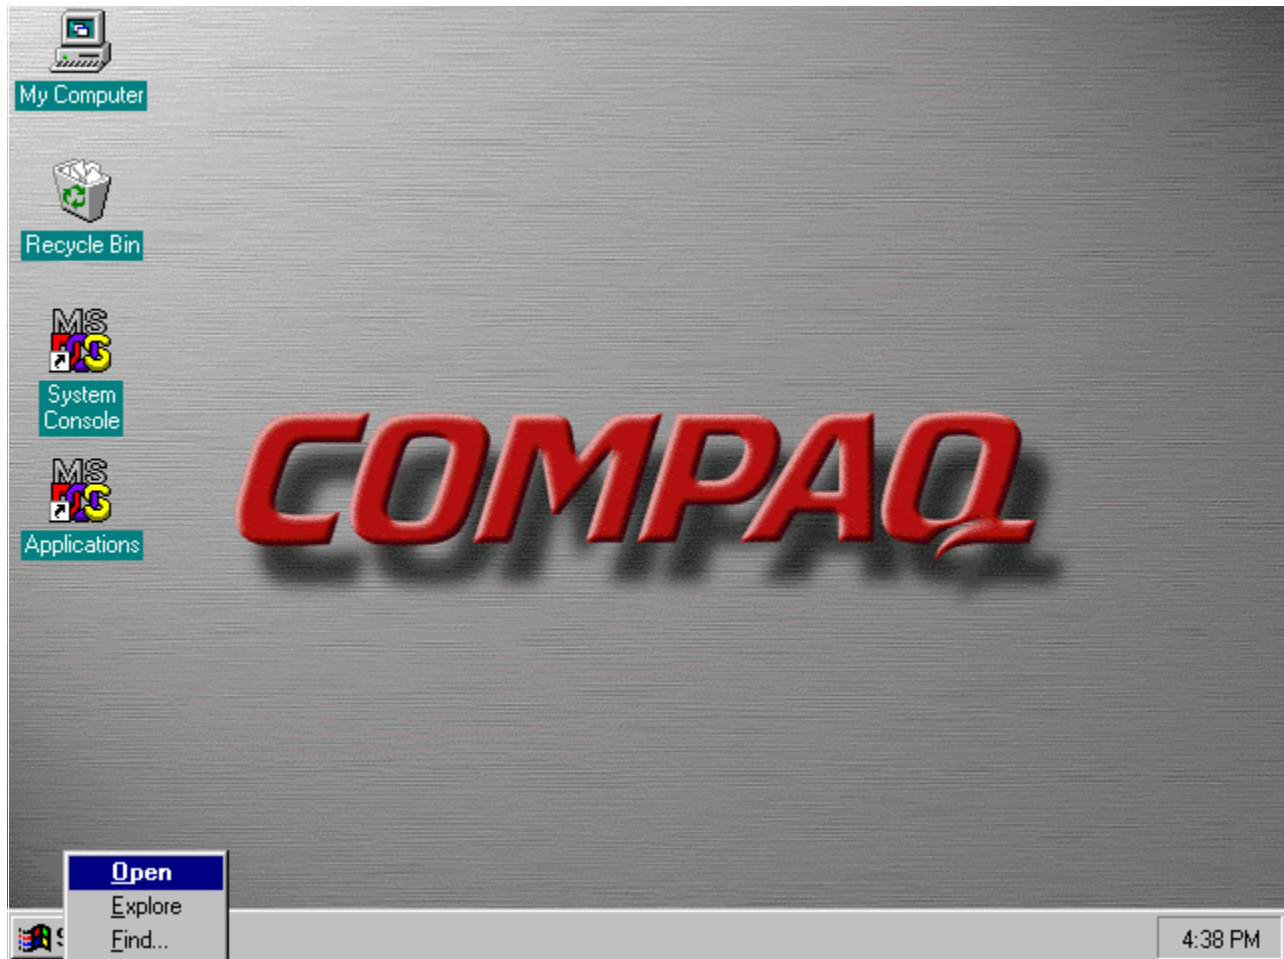 My Computer
Recycle Bin
MS
System
Console
MS
Applications
COMPAQ
Open
Explore
Find...
4:38 PM